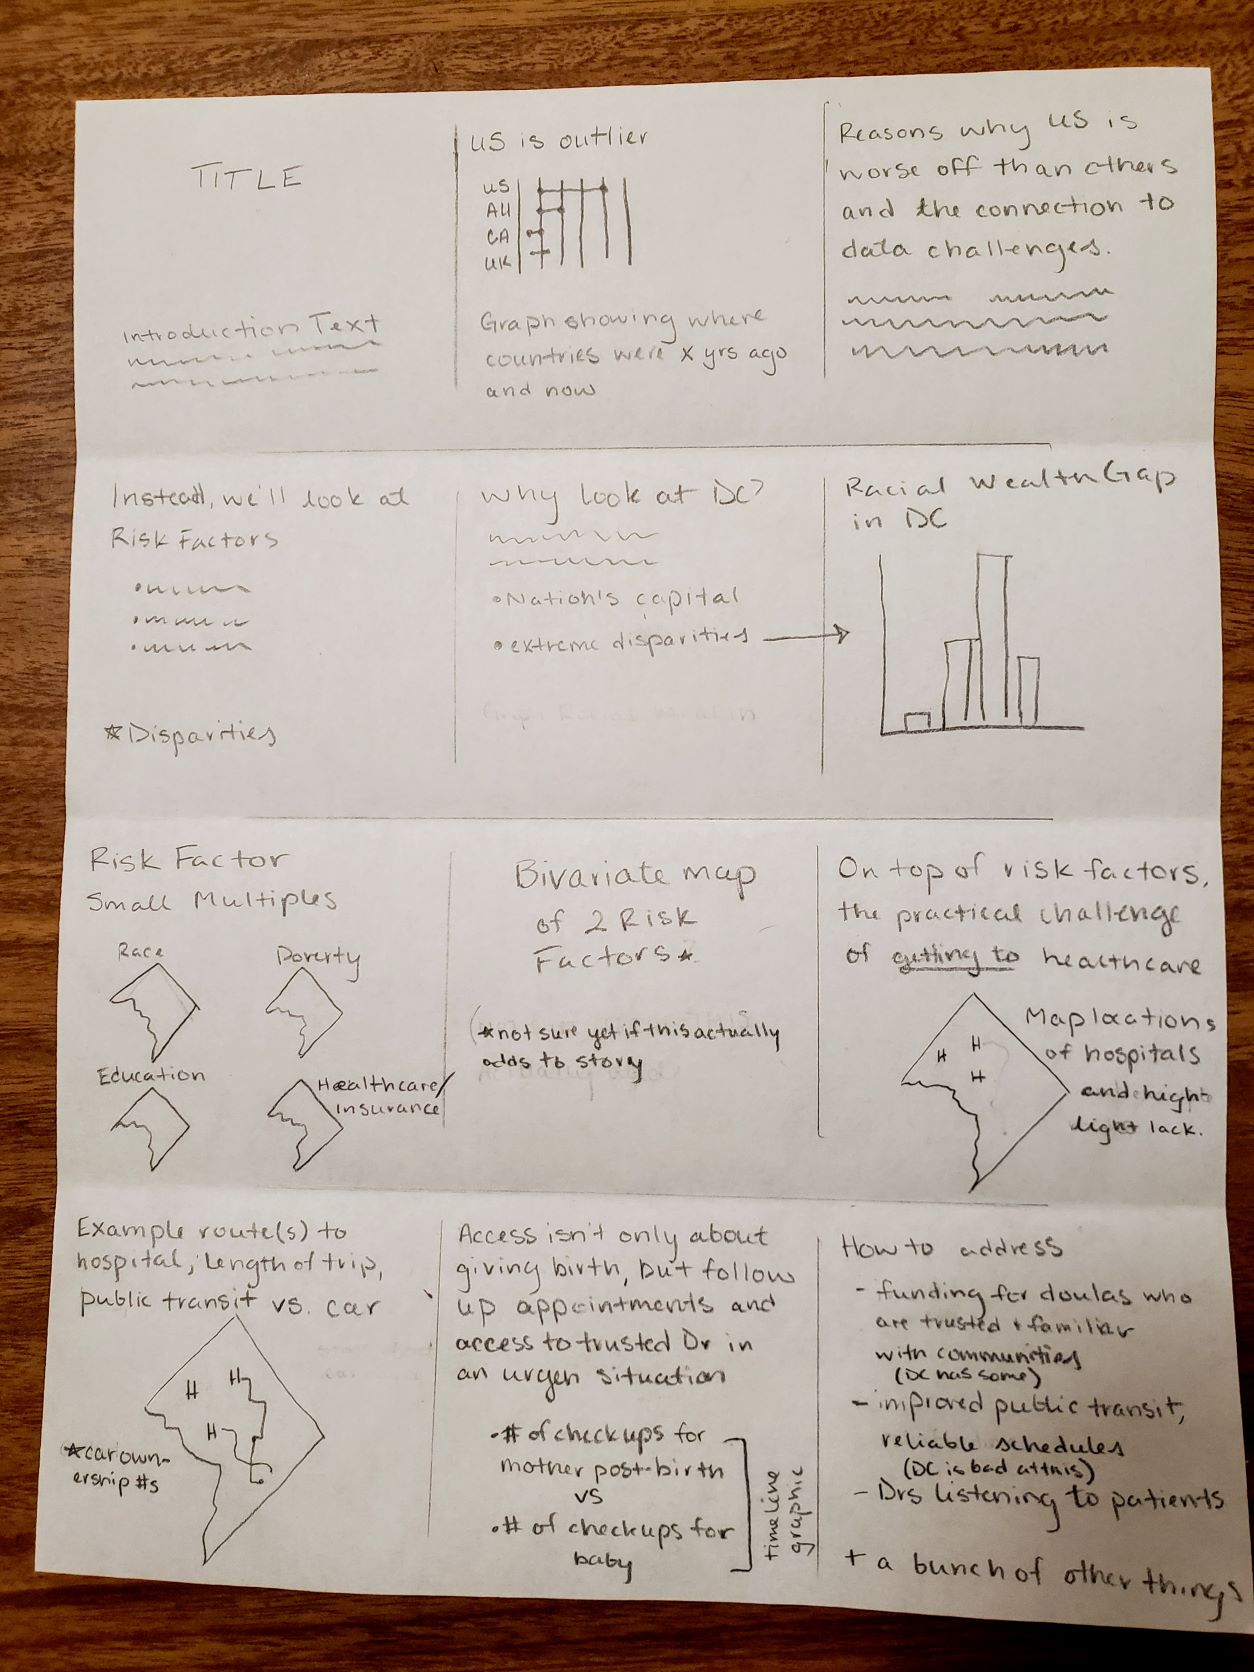 TITLE
Introduction Text
US is outlier
US
AU
CA
UK
Graph showing where
countries were x yrs ago
and now
Reasons why US is
worse off than others
and the connection to
data challenges.
Instead, we'll look at
Risk Factors
*Disparities
Why look at DC?
•Nation's capital
•extreme disparities
Racial Wealth Gap
in DC
Risk Factor
Small Multiples
Race
Poverty
Education
Healthcare/
insurance
Bivariate map
of 2 Risk
Factors*
(*not sure yet if this actually
adds to story
On top of risk factors,
the practical challenge
of getting to healthcare
H
H
H
Map locations
of hospitals
and high-
light lack.
Example route(s) to
hospital, length of trip,
public transit vs. car
H
H
H
*car own-
ership #s
Access isn't only about
giving birth, but follow
up appointments and
access to trusted Dr in
an urgen situation
•# of checkups for
mother post-birth
vs
•# of checkups for
baby
timeline
graphic
How to address
- funding for doulas who
are trusted + familiar
with communities
(DC has some)
- improved public transit,
reliable schedules
(DC is bad at this)
- Drs listening to patients
+ a bunch of other things